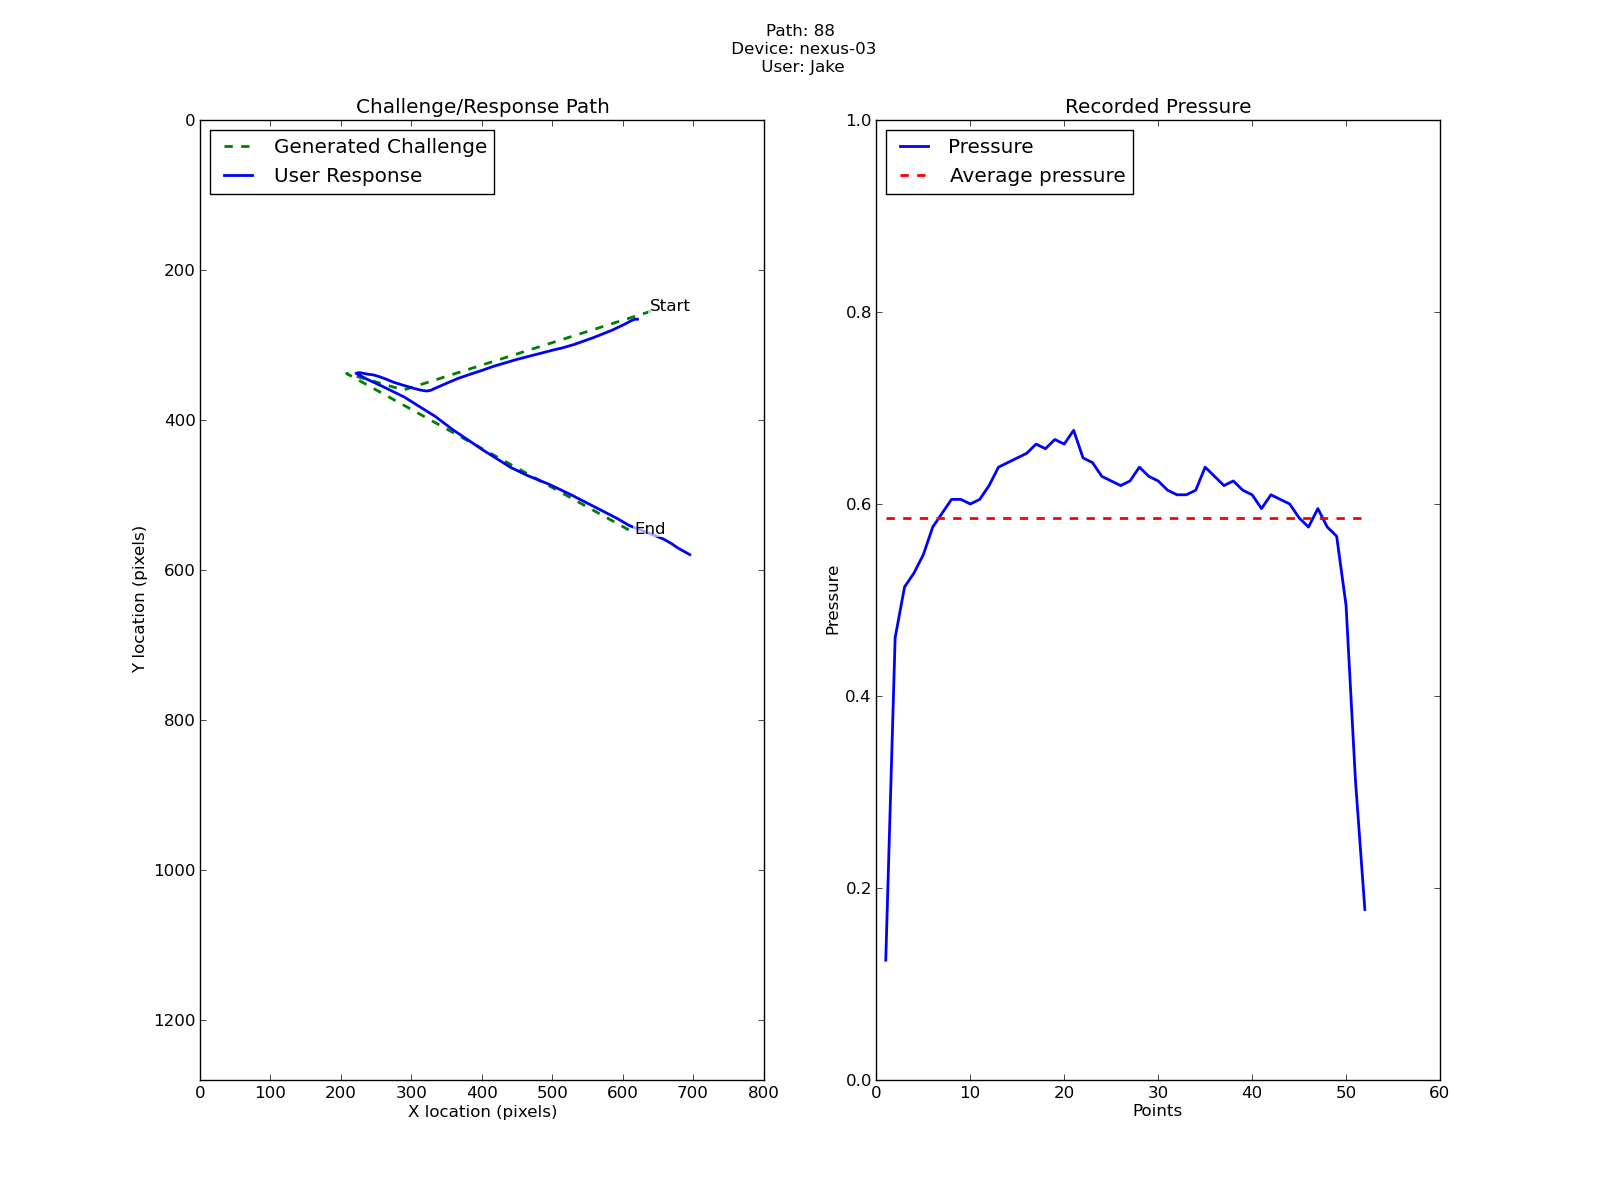 Path: 88
Device: nexus-03
User: Jake
Challenge/Response Path
Generated Challenge
User Response
Start
End
0
200
400
600
800
1000
1200
Y location (pixels)
0 100 200 300 400 500 600 700 800
X location (pixels)
Recorded Pressure
Pressure
Average pressure
1.0
0.8
0.6
0.4
0.2
0.0
Pressure
0 10 20 30 40 50 60
Points